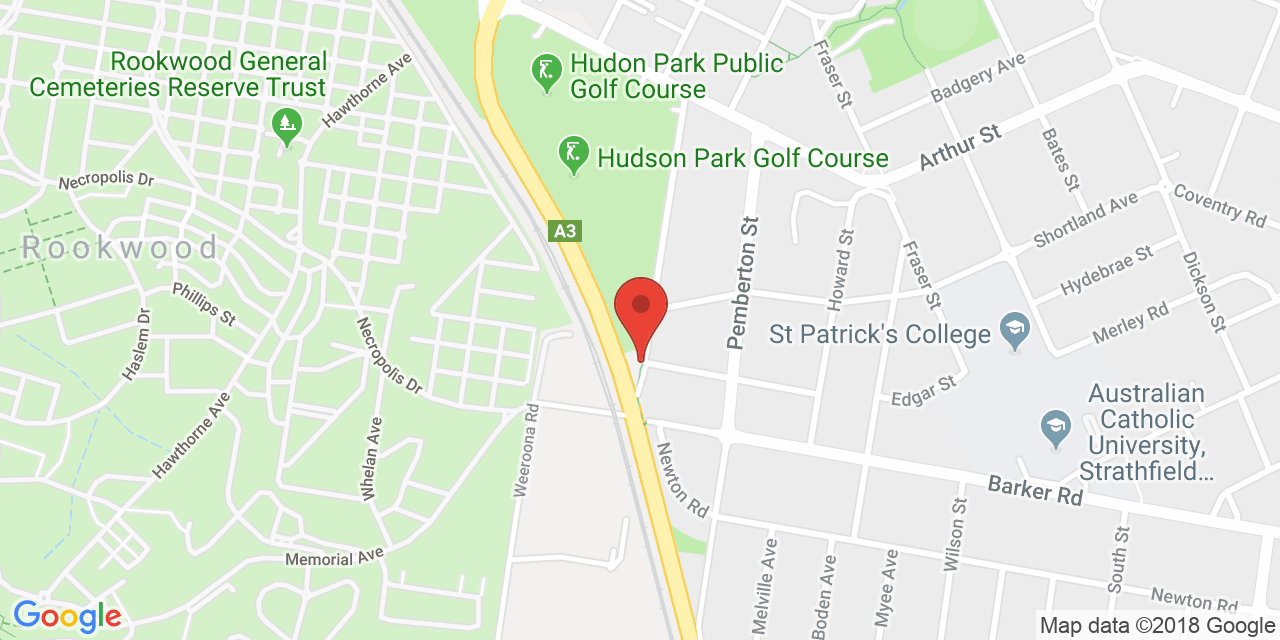 Rookwood General
Cemeteries Reserve Trust
Hawthorne Ave
Hudon Park Public
Golf Course
Fraser St
Badgery Ave
Arthur St
Bates St
Hudson Park Golf Course
Necropolis Dr
Coventry Rd
Shortland Ave
A3
Rookwood
Pemberton St
Howard St
Fraser St
Hydebrae St
Dickson St
Phillips St
Haslem Dr
Necropolis Dr
St Patrick's College
Merley Rd
Edgar St
Australian
Catholic
University,
Strathfield...
Hawthorne Ave
Whelan Ave
Weeroona Rd
Newton Rd
Barker Rd
Wilson St
South St
Memorial Ave
Melville Ave
Boden Ave
Myee Ave
Newton Rd
Google
Map data ©2018 Google